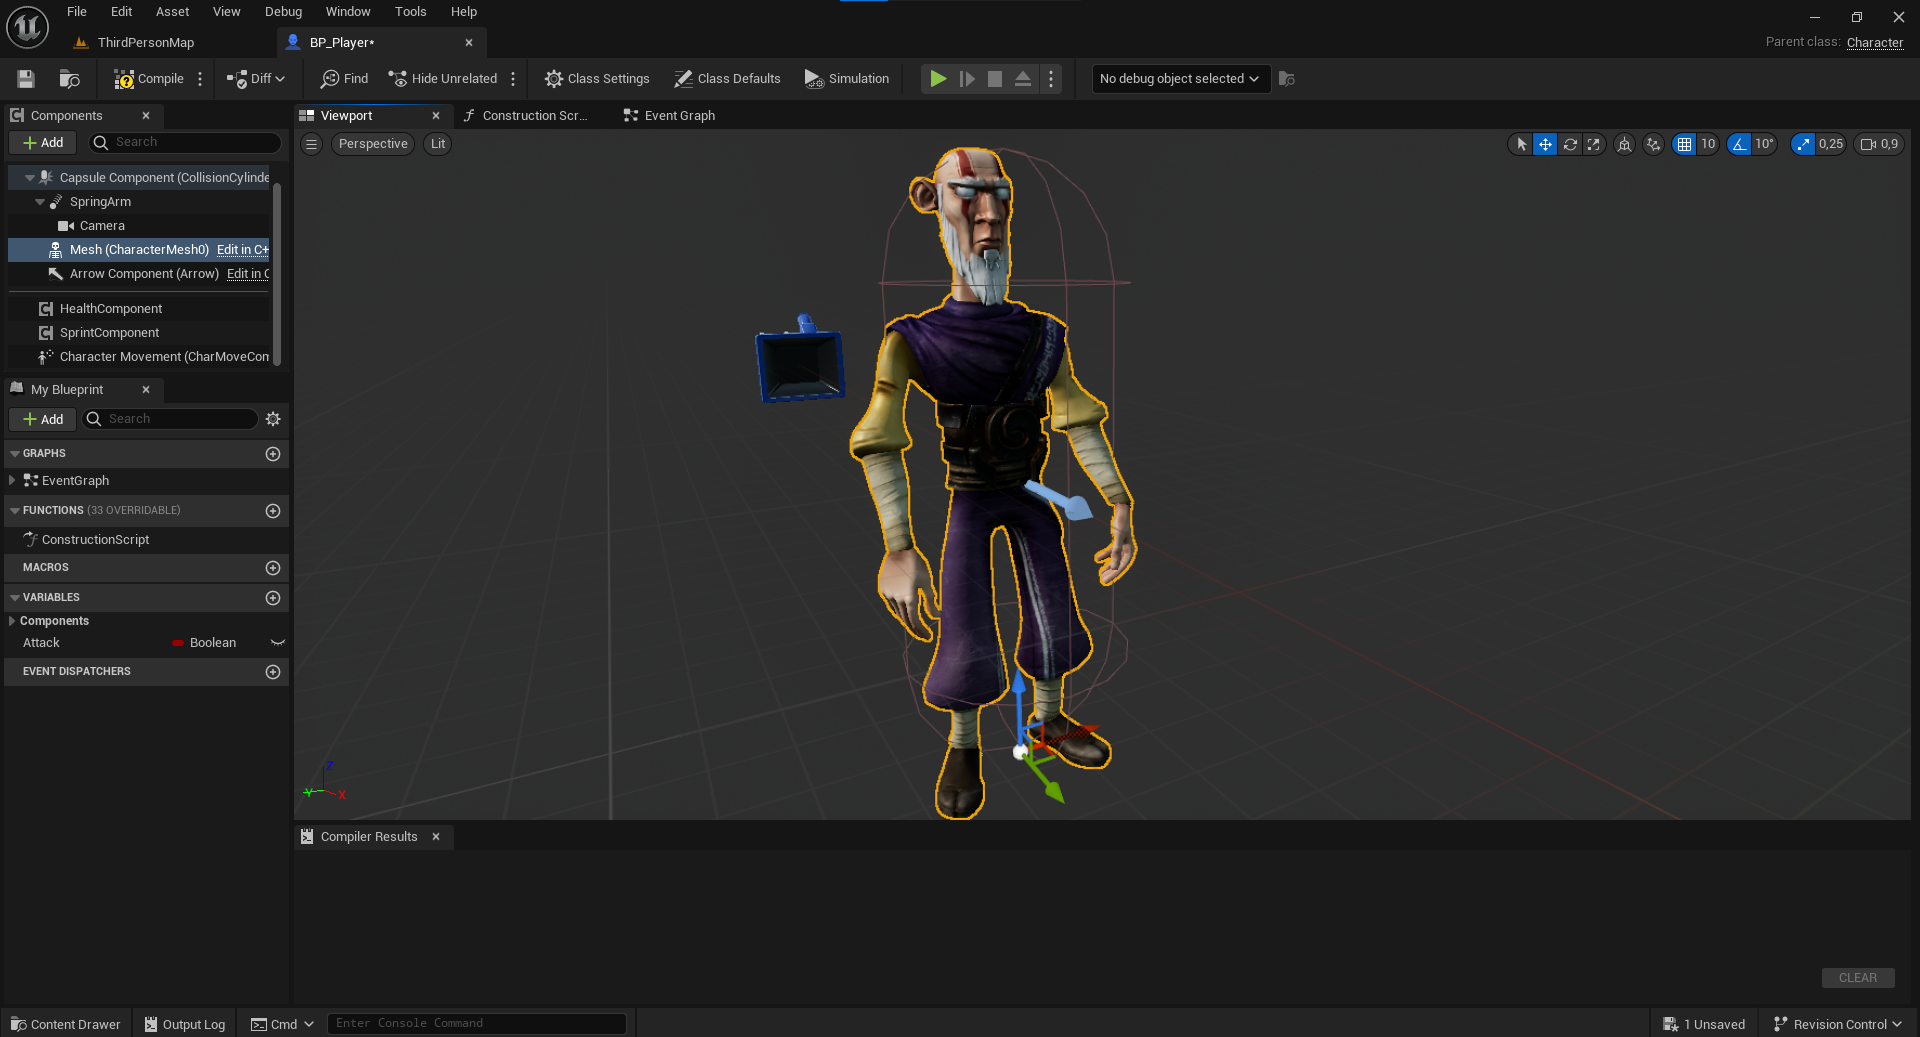 File Edit Asset View Debug Window Tools Help
ThirdPersonMap
BP_Player*
Parent class: Character
Compile
Diff
Find
Hide Unrelated
Class Settings
Class Defaults
Simulation
No debug object selected
Components
Add
Search
Capsule Component (CollisionCylinde
SpringArm
Camera
Mesh (CharacterMesh0) Edit in C+
Arrow Component (Arrow) Edit in C
HealthComponent
SprintComponent
Character Movement (CharMoveCom
My Blueprint
Add
Search
GRAPHS
EventGraph
FUNCTIONS (33 OVERRIDABLE)
ConstructionScript
MACROS
VARIABLES
Components
Attack Boolean
EVENT DISPATCHERS
Viewport
Construction Scr...
Event Graph
Perspective
Lit
10
10°
0,25
0,9
Z
Y
X
Compiler Results
CLEAR
Content Drawer
Output Log
Cmd
Enter Console Command
1 Unsaved
Revision Control